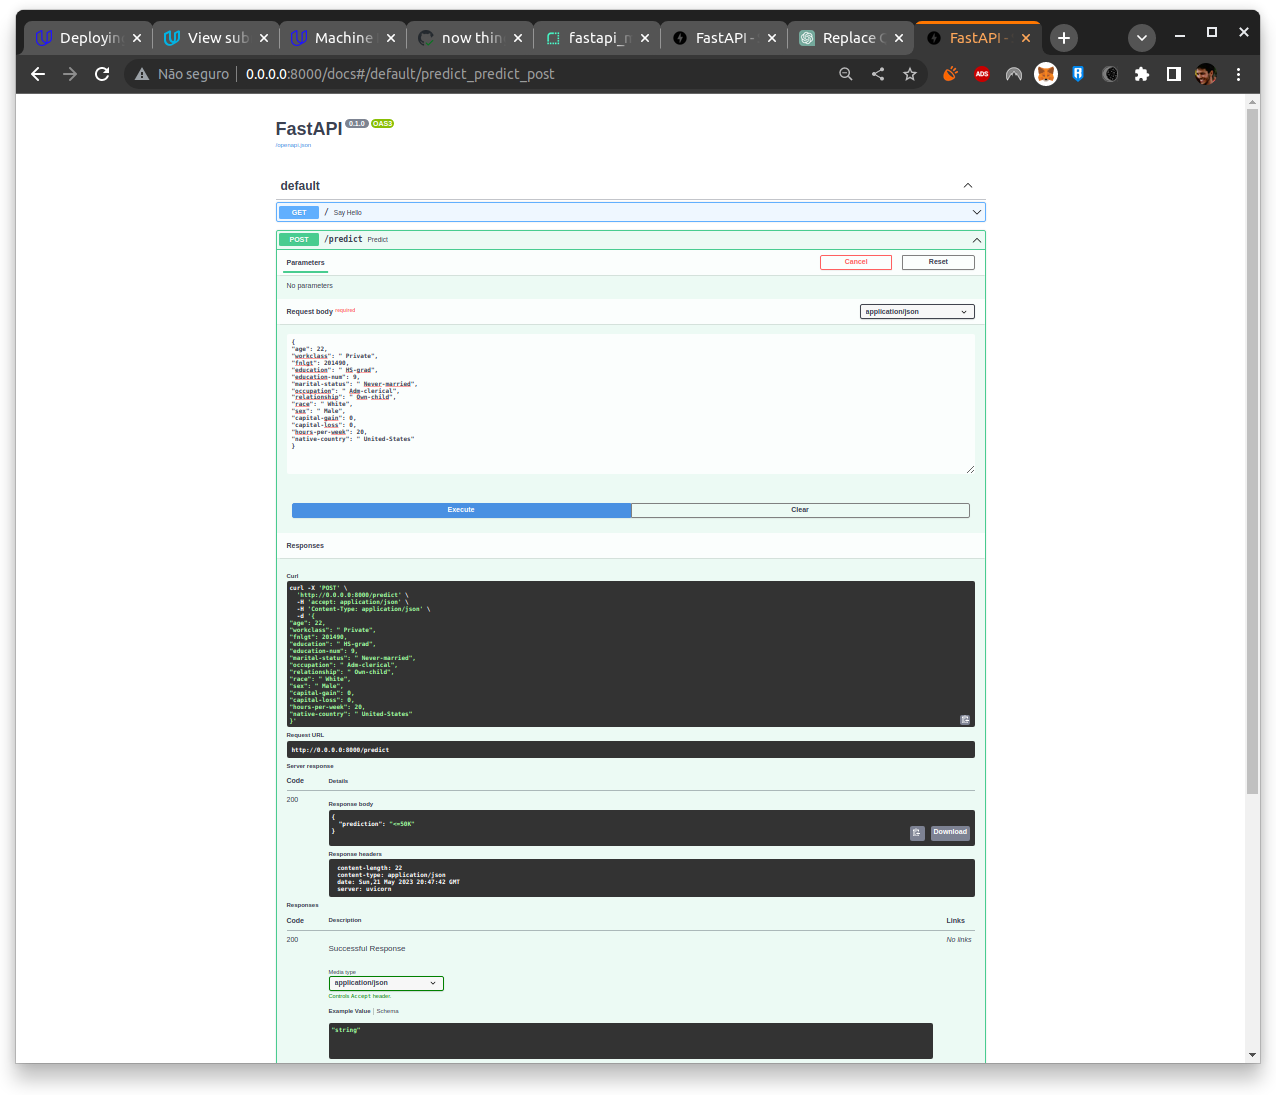 Deploying
View sub
Machine
now thin
fastapi_m
FastAPI -
Replace C
FastAPI -
Não seguro
0.0.0.0:8000/docs#/default/predict_predict_post
ADS
FastAPI 0.1.0 OAS3
/openapi.json
default
GET / Say Hello
POST /predict Predict
Parameters
Cancel
Reset
No parameters
Request body required
application/json
{
"age": 22,
"workclass": " Private",
"fnlgt": 201490,
"education": " HS-grad",
"education-num": 9,
"marital-status": " Never-married",
"occupation": " Adm-clerical",
"relationship": " Own-child",
"race": " White",
"sex": " Male",
"capital-gain": 0,
"capital-loss": 0,
"hours-per-week": 20,
"native-country": " United-States"
}
Execute
Clear
Responses
Curl
curl -X 'POST' \
'http://0.0.0.0:8000/predict' \
-H 'accept: application/json' \
-H 'Content-Type: application/json' \
-d '{
"age": 22,
"workclass": " Private",
"fnlgt": 201490,
"education": " HS-grad",
"education-num": 9,
"marital-status": " Never-married",
"occupation": " Adm-clerical",
"relationship": " Own-child",
"race": " White",
"sex": " Male",
"capital-gain": 0,
"capital-loss": 0,
"hours-per-week": 20,
"native-country": " United-States"
}'
Request URL
http://0.0.0.0:8000/predict
Server response
Code Details
200
Response body
{
"prediction": "<=50K"
}
Download
Response headers
content-length: 22
content-type: application/json
date: Sun,21 May 2023 20:47:42 GMT
server: uvicorn
Responses
Code Description Links
200
Successful Response
No links
Media type
application/json
Controls Accept header.
Example Value | Schema
"string"